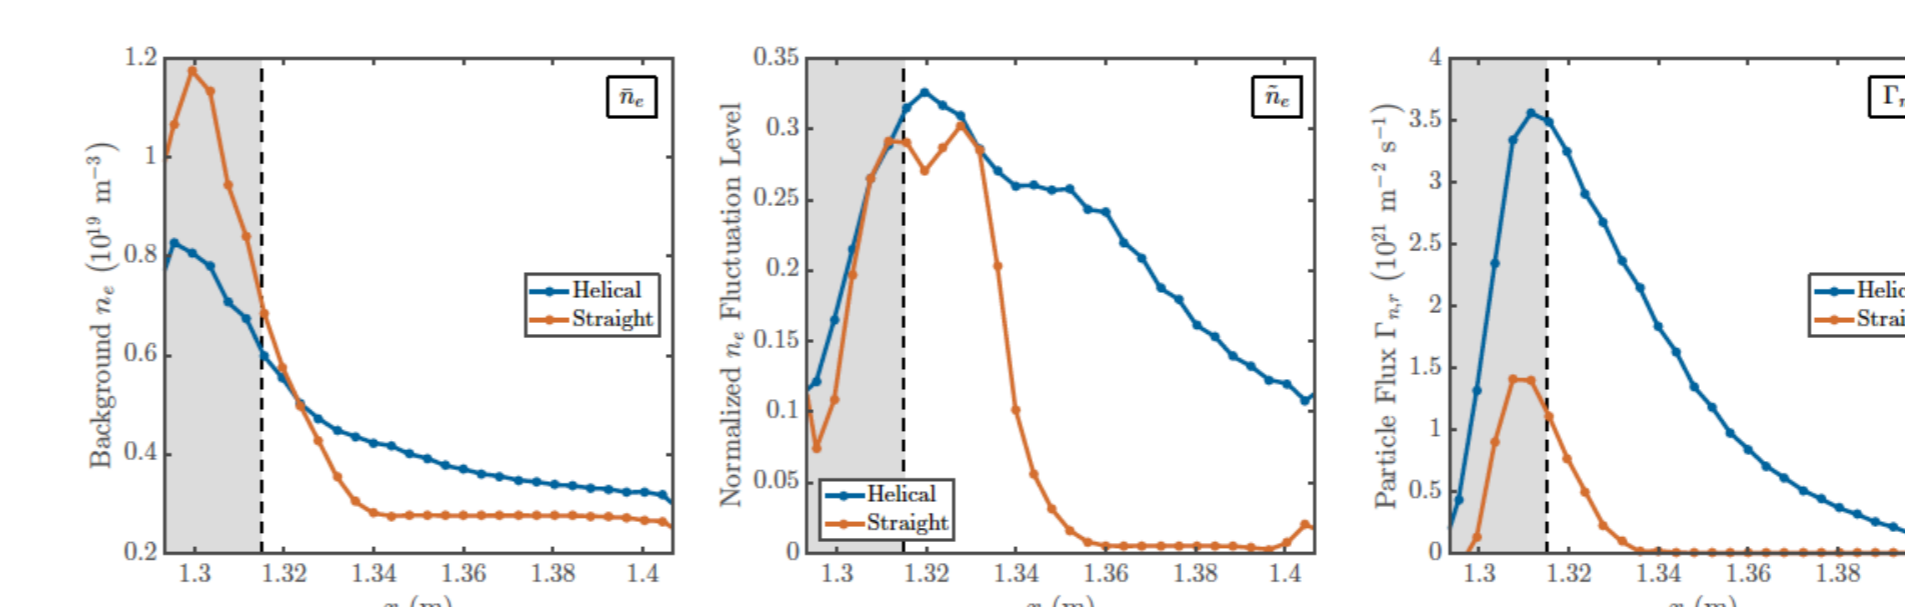 Background n_e (10^19 m^−3)
1.2
1
0.8
0.6
0.4
0.2
n̄_e
Helical
Straight
1.3 1.32 1.34 1.36 1.38 1.4
(m)
Normalized n_e Fluctuation Level
0.35
0.3
0.25
0.2
0.15
0.1
0.05
0
ñ_e
Helical
Straight
1.3 1.32 1.34 1.36 1.38 1.4
(m)
Particle Flux Γ_n,r (10^21 m^−2 s^−1)
4
3.5
3
2.5
2
1.5
1
0.5
0
Γ
Helic
Strai
1.3 1.32 1.34 1.36 1.38
(m)